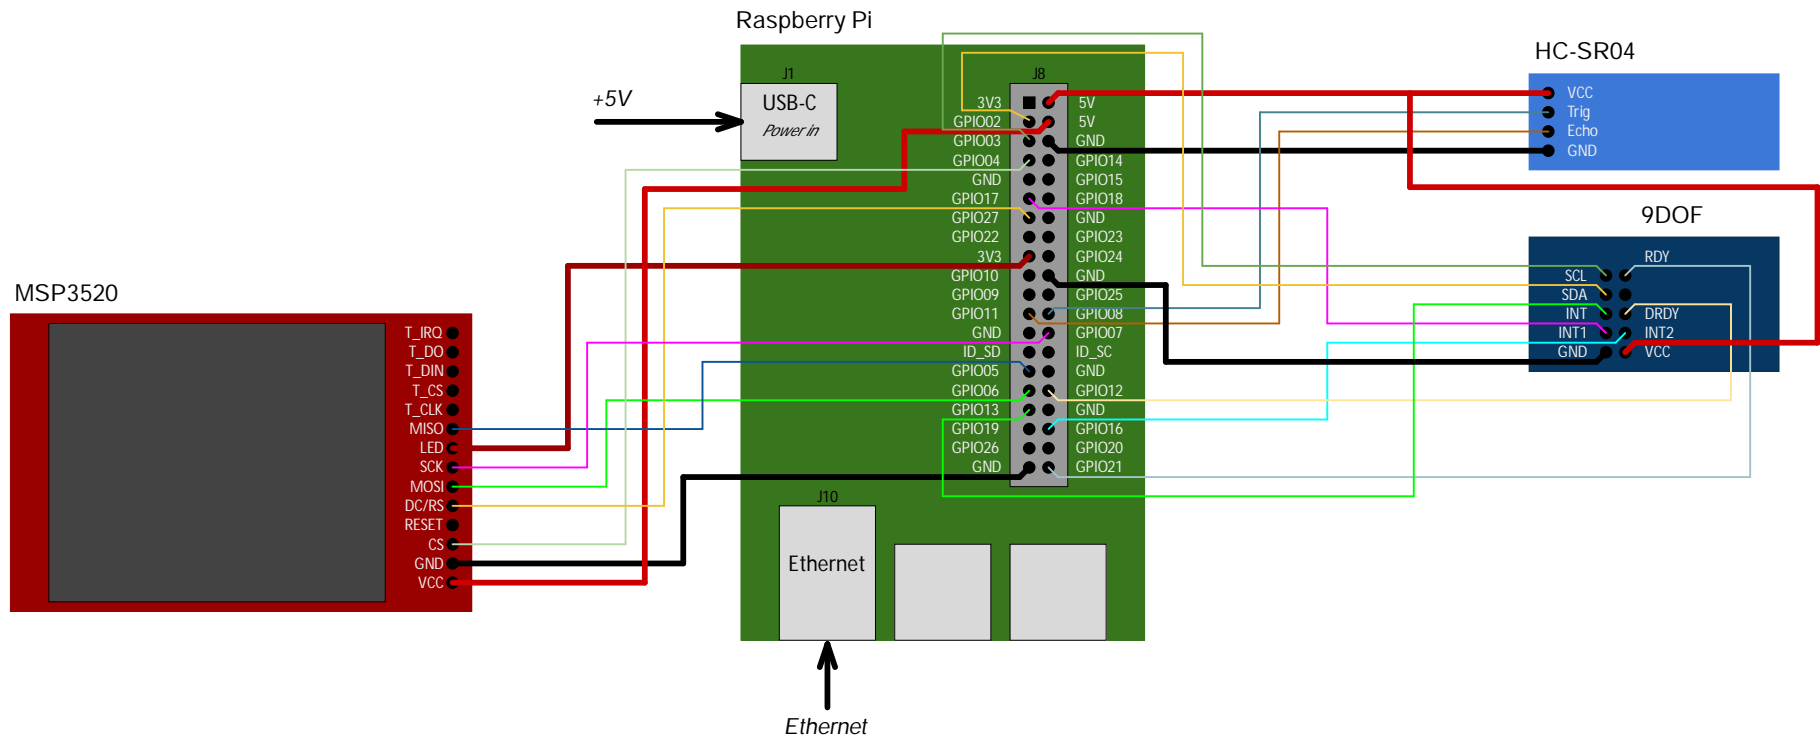 Raspberry Pi
J1
USB-C
Power in
+5V
J8
3V3 5V
GPIO02 5V
GPIO03 GND
GPIO04 GPIO14
GND GPIO15
GPIO17 GPIO18
GPIO27 GND
GPIO22 GPIO23
3V3 GPIO24
GPIO10 GND
GPIO09 GPIO25
GPIO11 GPIO08
GND GPIO07
ID_SD ID_SC
GPIO05 GND
GPIO06 GPIO12
GPIO13 GND
GPIO19 GPIO16
GPIO26 GPIO20
GND GPIO21
J10
Ethernet
Ethernet
HC-SR04
VCC
Trig
Echo
GND
9DOF
RDY
SCL
SDA
INT DRDY
INT1 INT2
GND VCC
MSP3520
T_IRQ
T_DO
T_DIN
T_CS
T_CLK
MISO
LED
SCK
MOSI
DC/RS
RESET
CS
GND
VCC